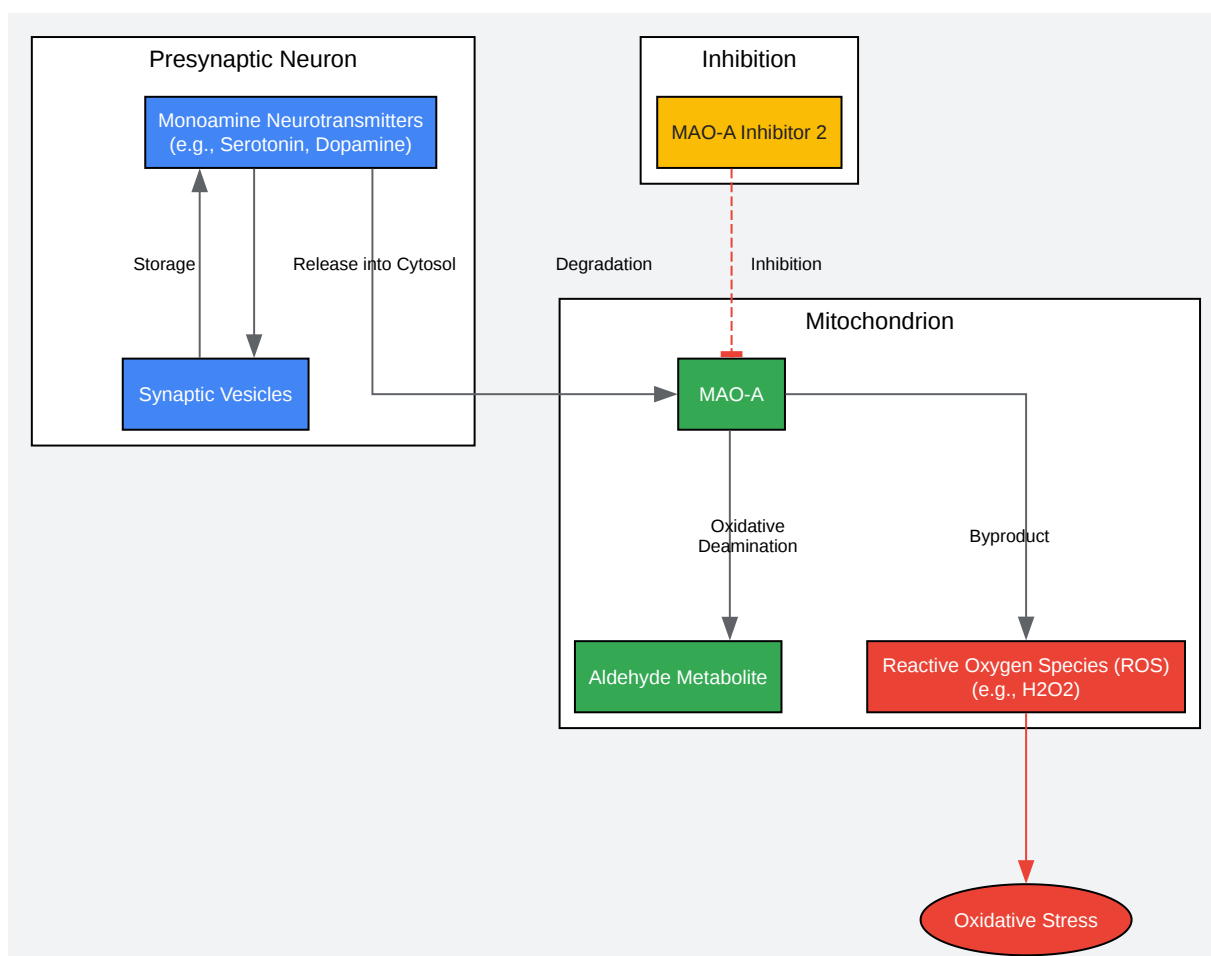 Presynaptic Neuron
Monoamine Neurotransmitters
(e.g., Serotonin, Dopamine)
Storage
Release into Cytosol
Synaptic Vesicles
Inhibition
MAO-A Inhibitor 2
Degradation
Inhibition
Mitochondrion
MAO-A
Oxidative
Deamination
Byproduct
Aldehyde Metabolite
Reactive Oxygen Species (ROS)
(e.g., H2O2)
Oxidative Stress